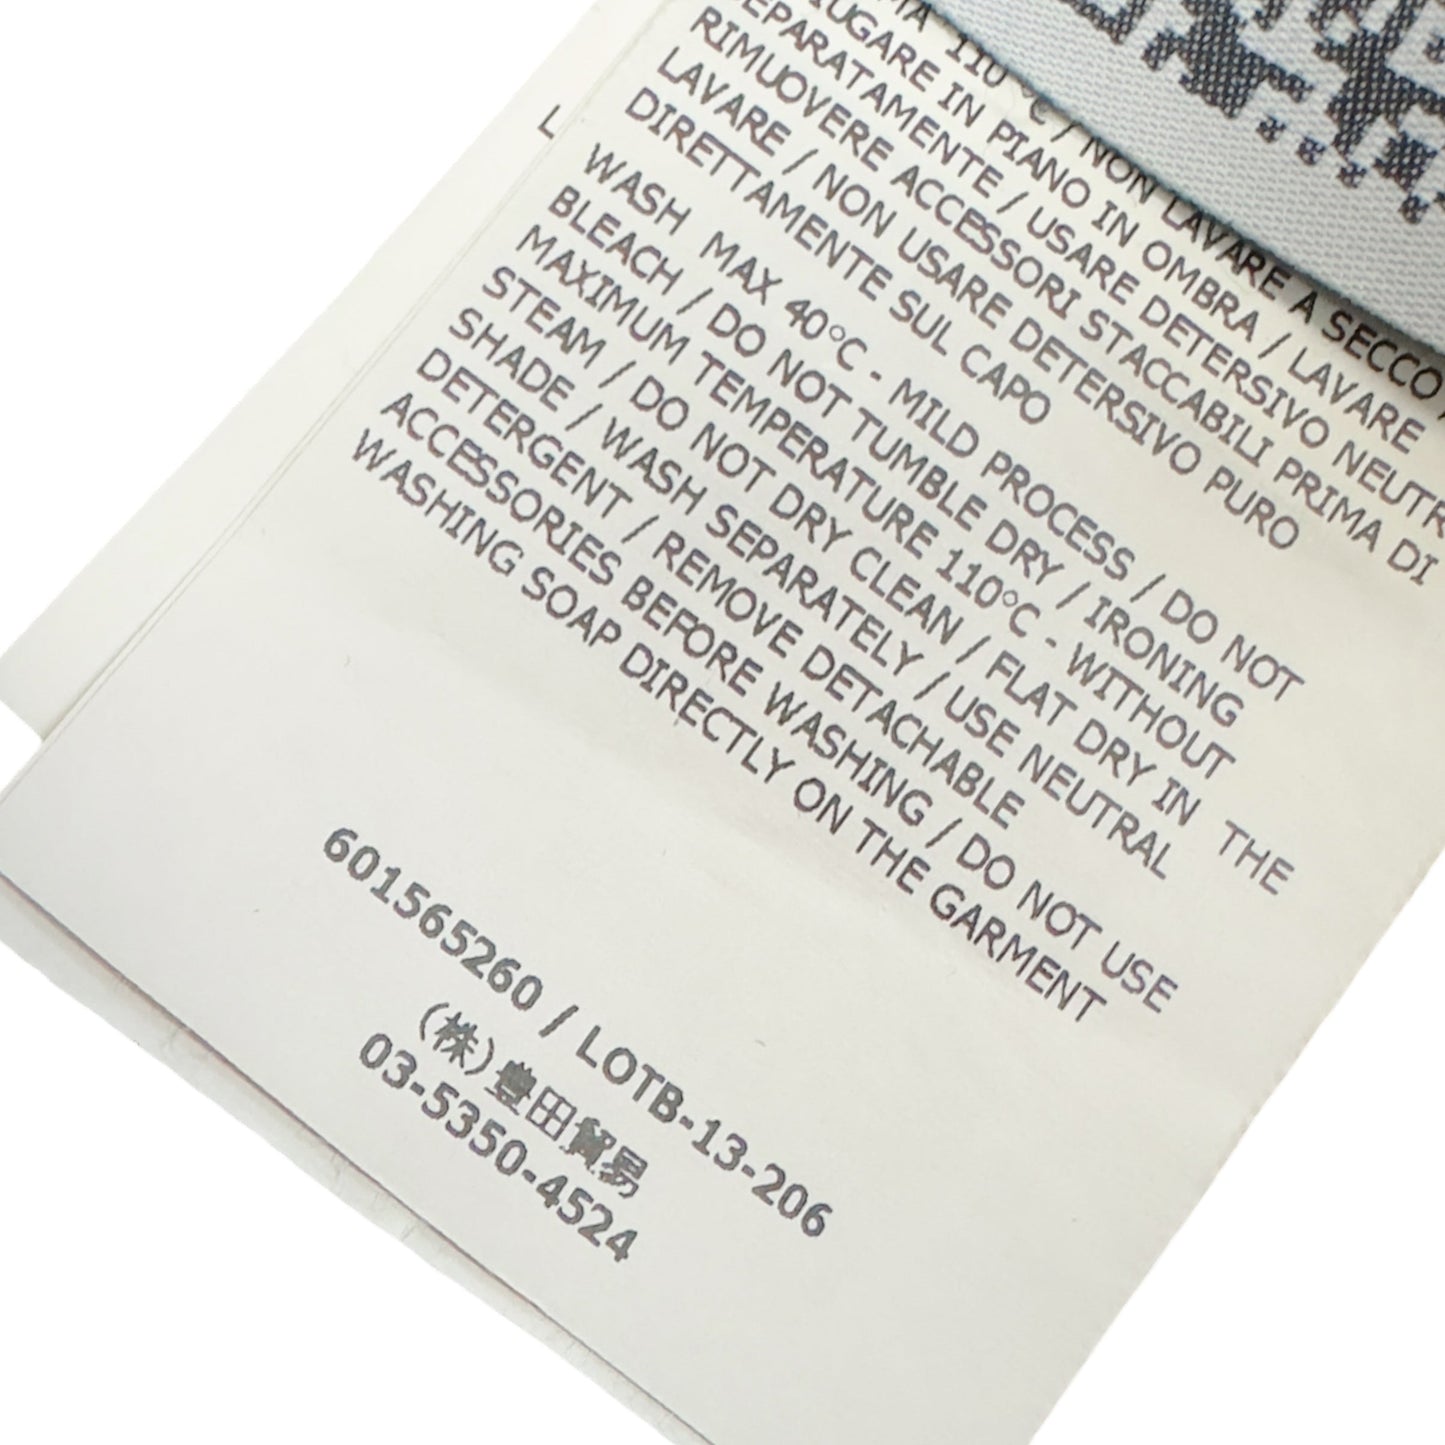 110 °C / NON LAVARE A SECCO
IN PIANO IN OMBRA / LAVARE
SEPARATAMENTE / USARE DETERSIVO NEUTRO
RIMUOVERE ACCESSORI STACCABILI PRIMA DI
LAVARE / NON USARE DETERSIVO PURO
DIRETTAMENTE SUL CAPO
L
WASH MAX 40°C - MILD PROCESS / DO NOT
BLEACH / DO NOT TUMBLE DRY / IRONING
MAXIMUM TEMPERATURE 110°C - WITHOUT
STEAM / DO NOT DRY CLEAN / FLAT DRY IN THE
SHADE / WASH SEPARATELY / USE NEUTRAL
DETERGENT / REMOVE DETACHABLE
ACCESSORIES BEFORE WASHING / DO NOT USE
WASHING SOAP DIRECTLY ON THE GARMENT
601565260 / LOTB-13-206
(株)豊田貿易
03-5350-4524